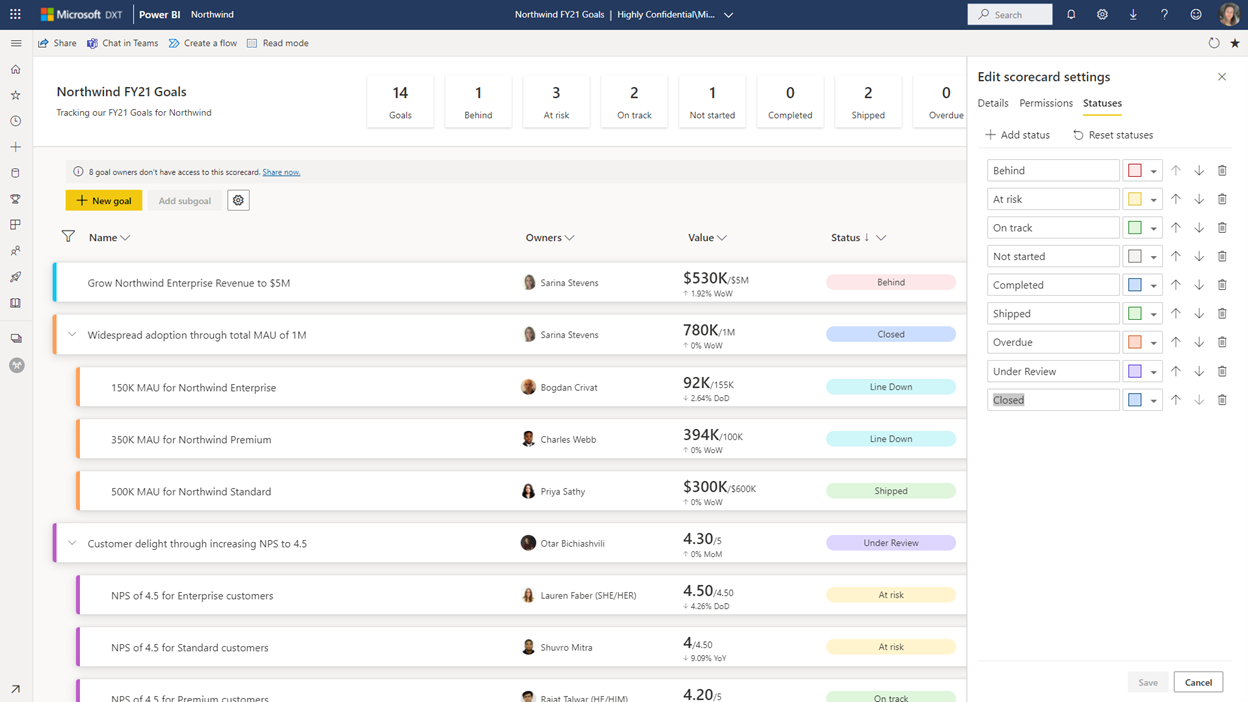 Microsoft DXT Power BI Northwind Northwind FY21 Goals | Highly Confidential\Mi... Search
Share Chat in Teams Create a flow Read mode
Northwind FY21 Goals
Tracking our FY21 Goals for Northwind
14 1 3 2 1 0 2 0
Goals Behind At risk On track Not started Completed Shipped Overdue
8 goal owners don't have access to this scorecard. Share now.
New goal Add subgoal
Name Owners Value Status
Grow Northwind Enterprise Revenue to $5M Sarina Stevens $530K/$5M Behind
↑ 1.92% WoW
Widespread adoption through total MAU of 1M Sarina Stevens 780K/1M Closed
↑ 0% WoW
150K MAU for Northwind Enterprise Bogdan Crivat 92K/155K Line Down
↓ 2.64% DoD
350K MAU for Northwind Premium Charles Webb 394K/100K Line Down
↑ 0% WoW
500K MAU for Northwind Standard Priya Sathy $300K/$600K Shipped
↑ 0% WoW
Customer delight through increasing NPS to 4.5 Otar Bichiashvili 4.30/5 Under Review
↑ 0% MoM
NPS of 4.5 for Enterprise customers Lauren Faber (SHE/HER) 4.50/4.50 At risk
↓ 4.26% DoD
NPS of 4.5 for Standard customers Shuvro Mitra 4/4.50 At risk
↓ 9.09% YoY
NPS of 4.5 for Premium customers Rajat Talwar (HE/HIM) 4.20/5 On track
Edit scorecard settings
Details Permissions Statuses
Add status Reset statuses
Behind
At risk
On track
Not started
Completed
Shipped
Overdue
Under Review
Closed
Save Cancel